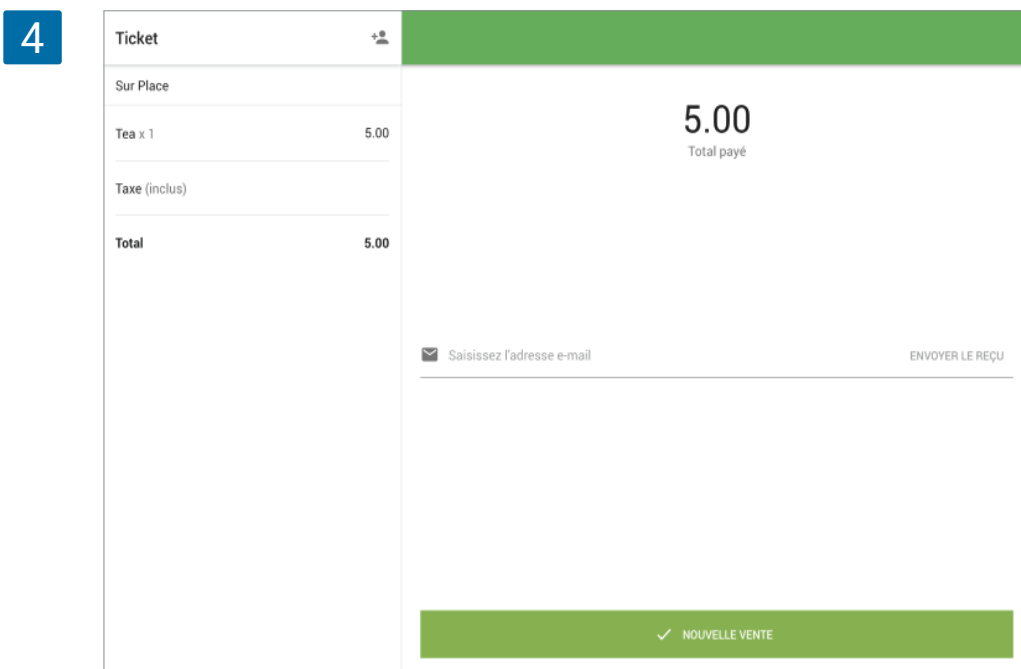 4
Ticket
Sur Place
Tea x 1 5.00
Taxe (inclus)
Total 5.00
5.00
Total payé
Saisissez l'adresse e-mail ENVOYER LE REÇU
NOUVELLE VENTE